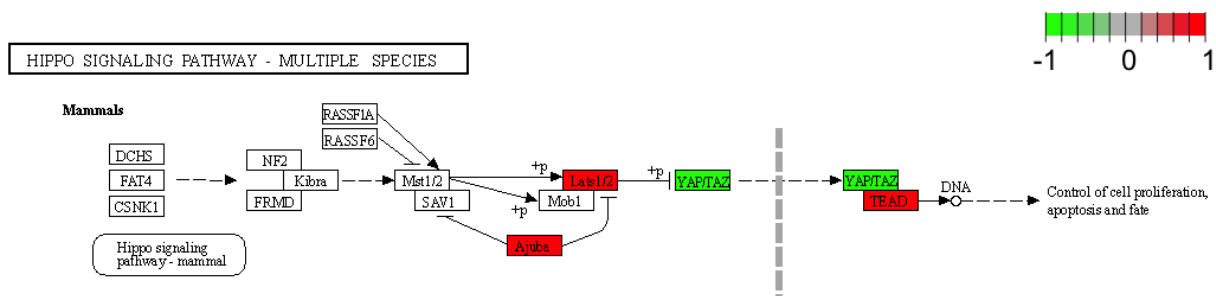 -1 0 1
HIPPO SIGNALING PATHWAY - MULTIPLE SPECIES
Mammals
RASSF1A
RASSF6
DCHS
FAT4
CSNK1
NF2
Kibra
FRMD
Mst1/2
SAV1
+p
+p
Lats1/2
Mob1
Ajuba
+p
YAP/TAZ
YAP/TAZ
TEAD
DNA
Control of cell proliferation,
apoptosis and fate
Hippo signaling
pathway - mammal